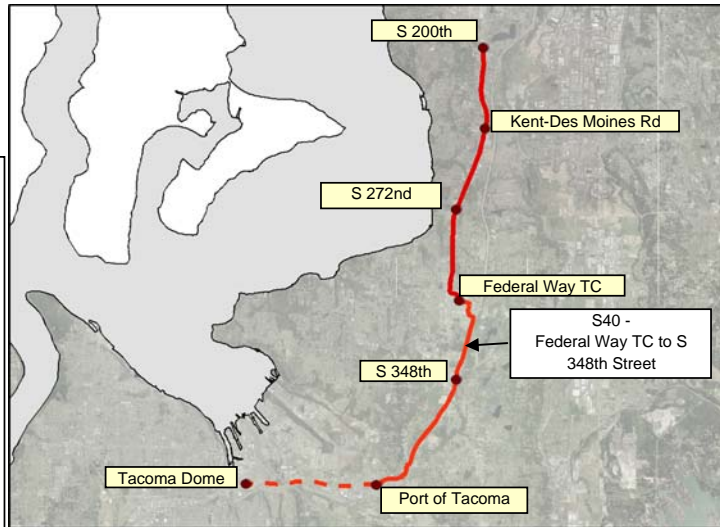 S 200th
Kent-Des Moines Rd
S 272nd
Federal Way TC
S40 -
Federal Way TC to S
348th Street
S 348th
Tacoma Dome
Port of Tacoma